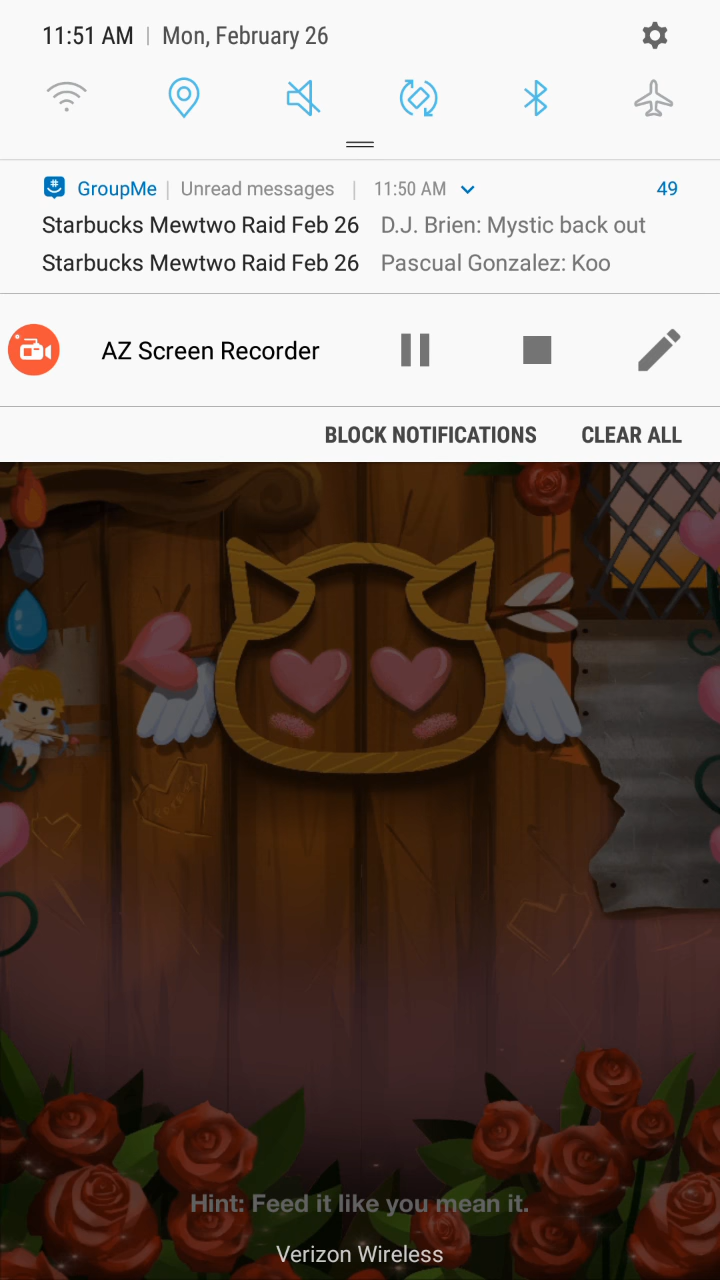 11:51 AM | Mon, February 26
GroupMe | Unread messages | 11:50 AM 49
Starbucks Mewtwo Raid Feb 26 D.J. Brien: Mystic back out
Starbucks Mewtwo Raid Feb 26 Pascual Gonzalez: Koo
AZ Screen Recorder
BLOCK NOTIFICATIONS CLEAR ALL
Hint: Feed it like you mean it.
Verizon Wireless